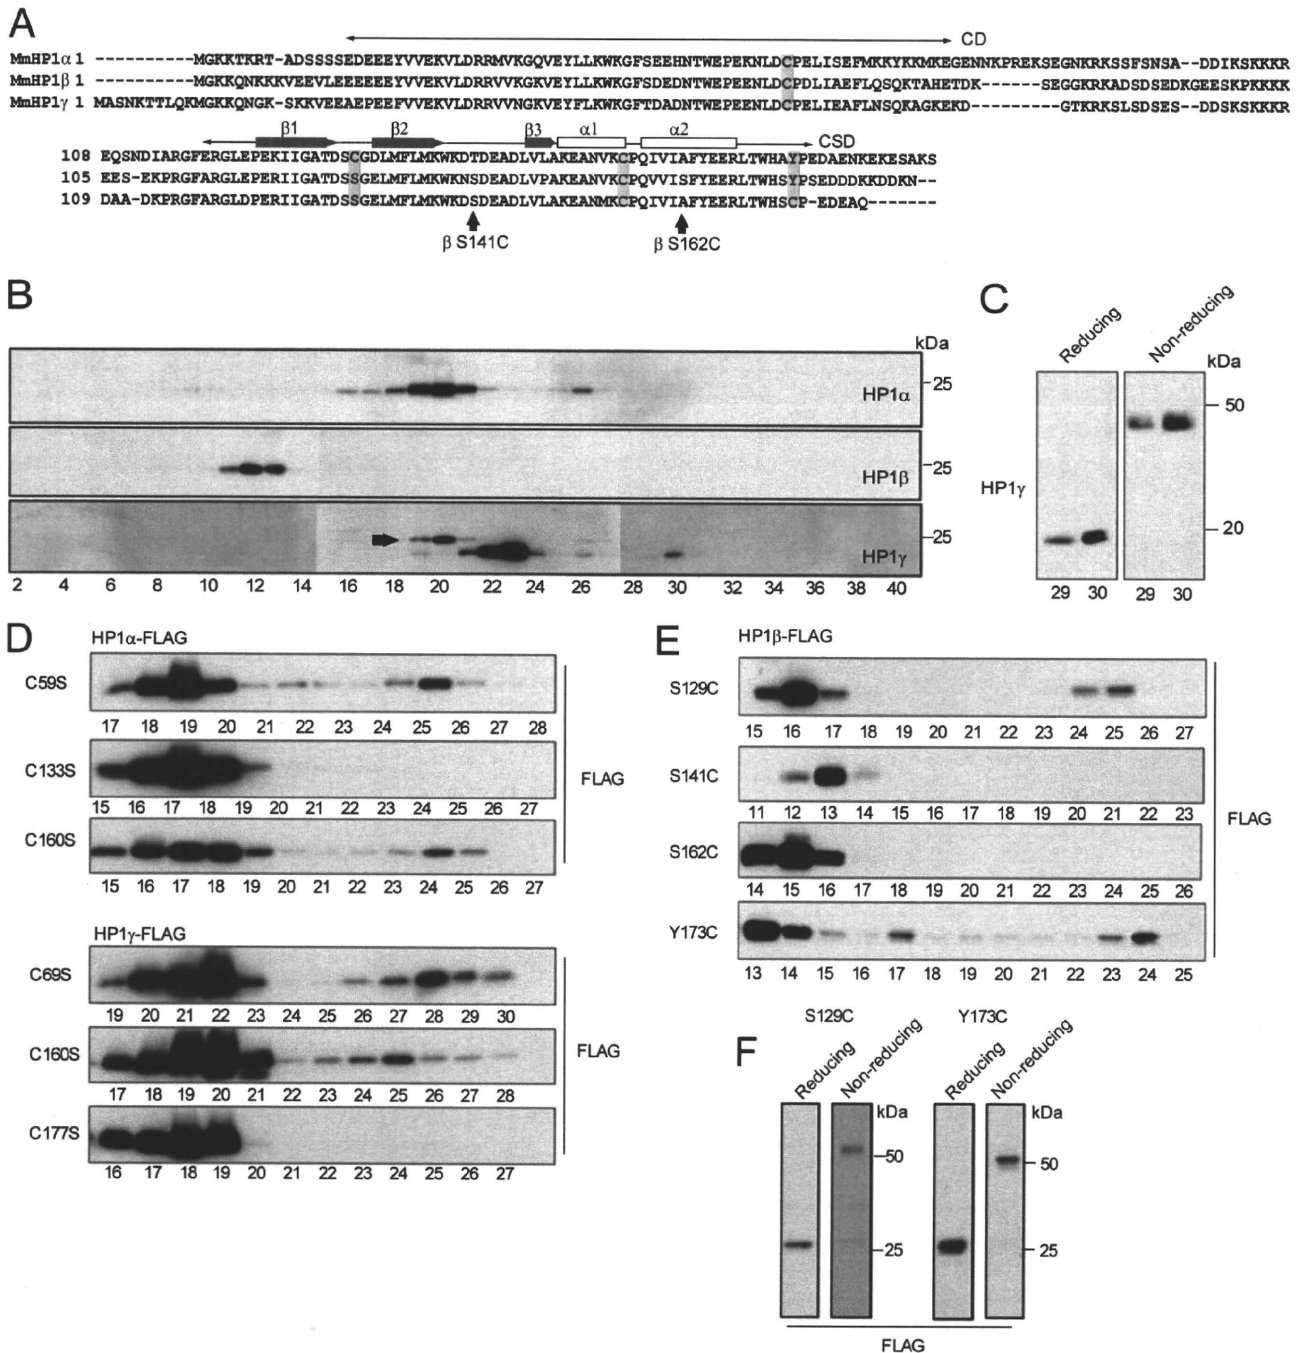 A
CD
MmHP1α 1 ----------MGKKTKRT-ADSSSSEDEEEYVVEKVLDRRMVKGQVEYLLKWKGFSEEHNTWEPEKNLDCPELISEFMKKYKKMKEGENNKPREKSEGNKRKSSFSNSA--DDIKSKKKR
MmHP1β 1 ----------MGKKQNKKKVEEVLEEEEEEYVVEKVLDRRVVKGQVEYLLKWKGFSDEDNTWEPEENLDCPDLIAEFLQSQKTAHETDK------SEGGKRKADSDSEDKGEESKPKKKK
MmHP1γ 1 MASNKTTLQKMGKKQNGK-SKKVEEAEPEEFVVEKVLDRRVVNGKVEYFLKWKGFTDADNTWEPEENLDCPELIEAFLNSQKAGKEKD---------GTKRKSLSDSES--DDSKSKKKR
β1 β2 β3 α1 α2 CSD
108 EQSNDIARGFERGLEPEKIIGATDSCGDLMFLMKWKDTDEADLVLAKEANVKCPQIVIAFYEERLTWHAYPEDAENKEKESAKS
105 EES-EKPRGFARGLEPERIIGATDSSGELMFLMKWKNSDEADLVPAKEANVKCPQVVISFYEERLTWHSYPSEDDDKKDDKN--
109 DAA-DKPRGFARGLDPERIIGATDSSGELMFLMKWKDSDEADLVLAKEANMKCPQIVIAFYEERLTWHSCP-EDEAQ-------
β S141C β S162C
B
kDa
25
HP1α
25
HP1β
25
HP1γ
2 4 6 8 10 12 14 16 18 20 22 24 26 28 30 32 34 36 38 40
C
Reducing Non-reducing
kDa
50
HP1γ
20
29 30 29 30
D
HP1α-FLAG
C59S
17 18 19 20 21 22 23 24 25 26 27 28
C133S
FLAG
15 16 17 18 19 20 21 22 23 24 25 26 27
C160S
15 16 17 18 19 20 21 22 23 24 25 26 27
HP1γ-FLAG
C69S
19 20 21 22 23 24 25 26 27 28 29 30
C160S
FLAG
17 18 19 20 21 22 23 24 25 26 27 28
C177S
16 17 18 19 20 21 22 23 24 25 26 27
E
HP1β-FLAG
S129C
15 16 17 18 19 20 21 22 23 24 25 26 27
S141C
11 12 13 14 15 16 17 18 19 20 21 22 23
FLAG
S162C
14 15 16 17 18 19 20 21 22 23 24 25 26
Y173C
13 14 15 16 17 18 19 20 21 22 23 24 25
F
S129C Y173C
Reducing Non-reducing Reducing Non-reducing
kDa kDa
50 50
25 25
FLAG